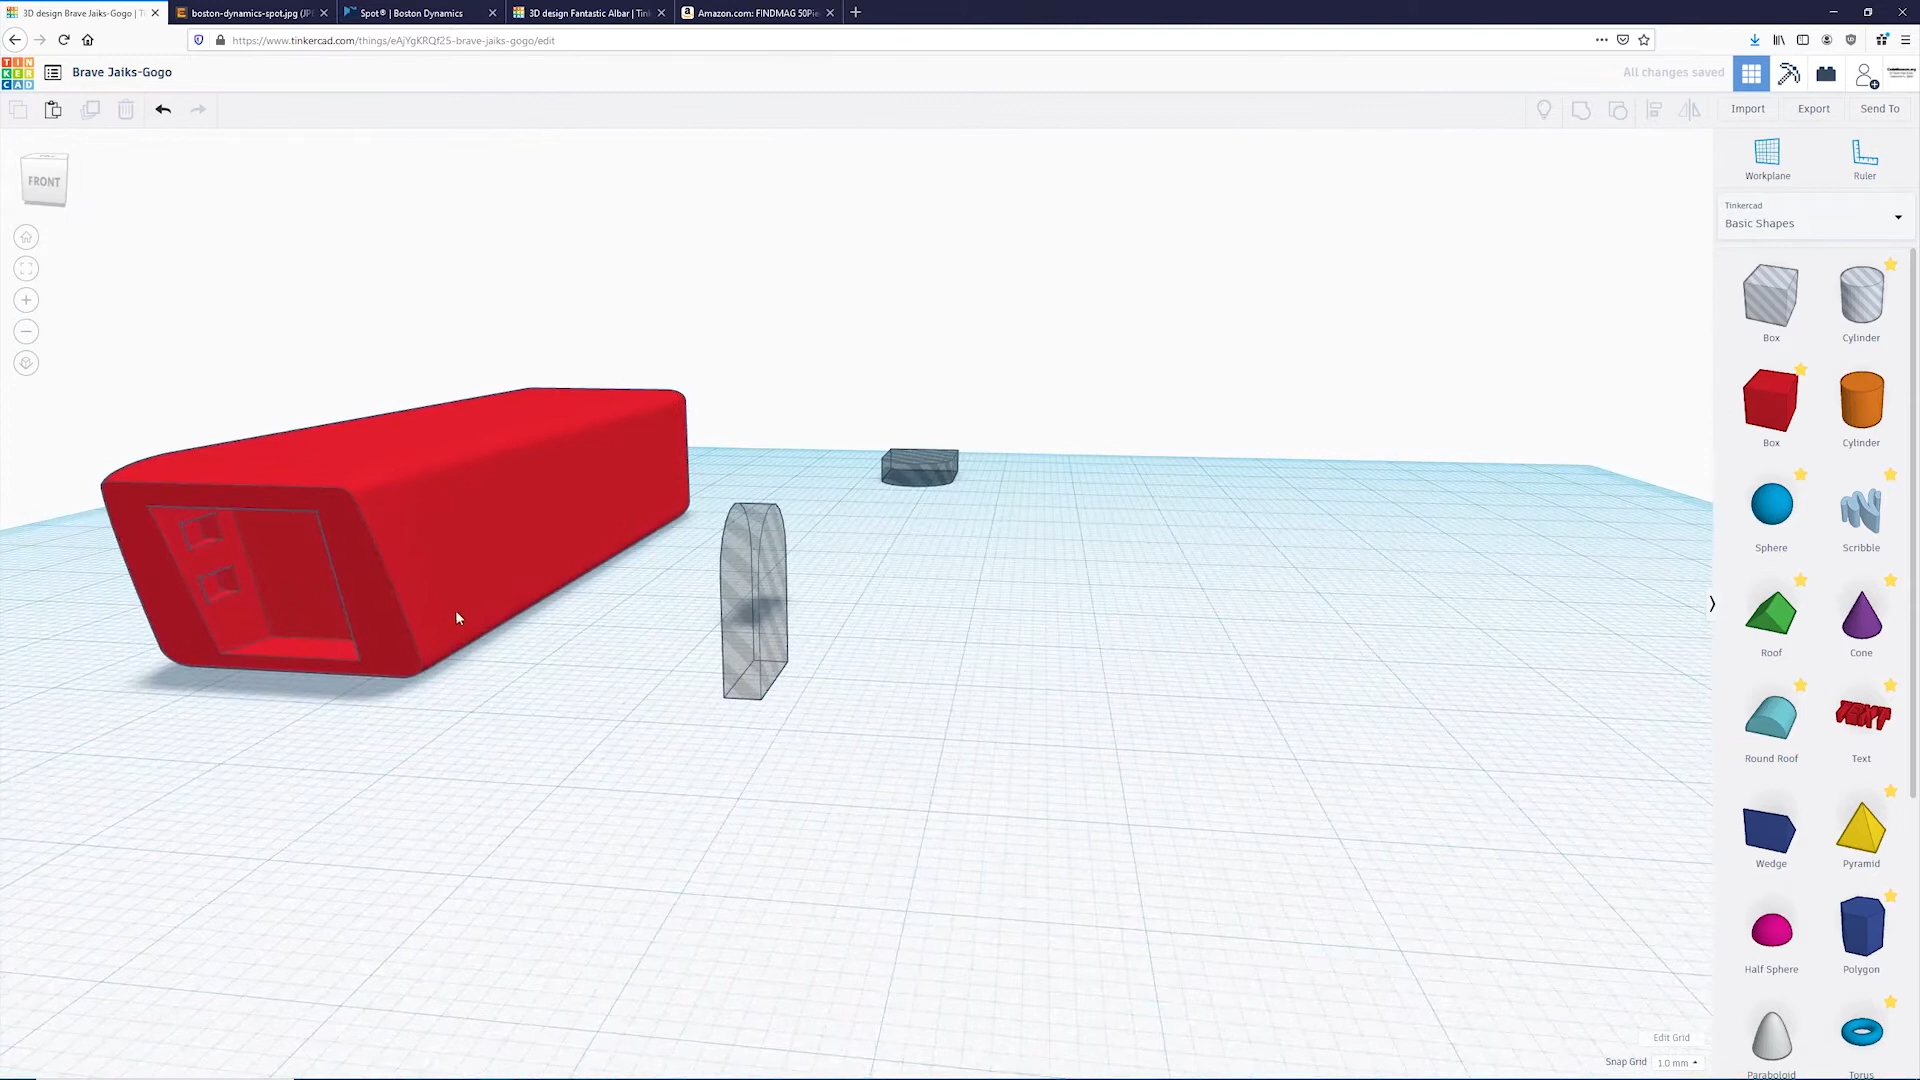 3D design Brave Jaiks-Gogo | Ti
boston-dynamics-spot.jpg (JPE
Spot® | Boston Dynamics
3D design Fantastic Albar | Tin
Amazon.com: FINDMAG 50Pie
https://www.tinkercad.com/things/eAjYgKRQf25-brave-jaiks-gogo/edit
TIN
KER
CAD
Brave Jaiks-Gogo
All changes saved
Import
Export
Send To
FRONT
Workplane
Ruler
Tinkercad
Basic Shapes
Box
Cylinder
Box
Cylinder
Sphere
Scribble
Roof
Cone
Round Roof
TEXT
Text
Wedge
Pyramid
Half Sphere
Polygon
Edit Grid
Snap Grid
1.0 mm
Paraboloid
Torus